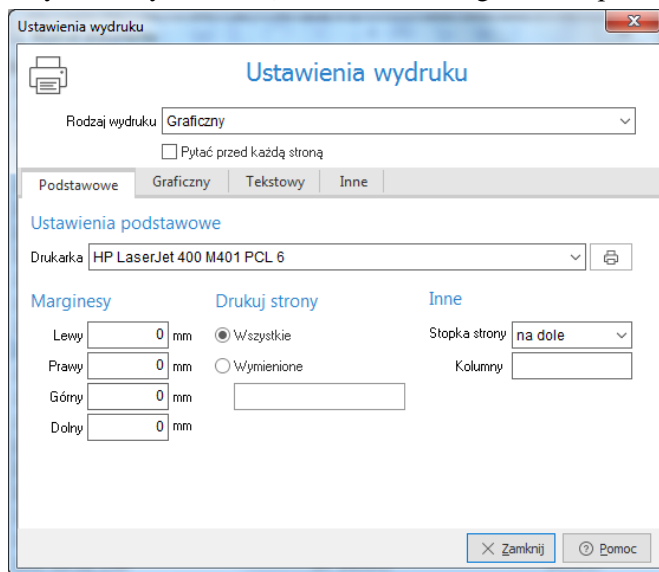 Ustawienia wydruku
Ustawienia wydruku
Rodzaj wydruku Graficzny
Pytać przed każdą stroną
Podstawowe Graficzny Tekstowy Inne
Ustawienia podstawowe
Drukarka HP LaserJet 400 M401 PCL 6
Marginesy Drukuj strony Inne
Lewy 0 mm Wszystkie Stopka strony na dole
Prawy 0 mm Wymienione Kolumny
Górny 0 mm
Dolny 0 mm
Zamknij Pomoc